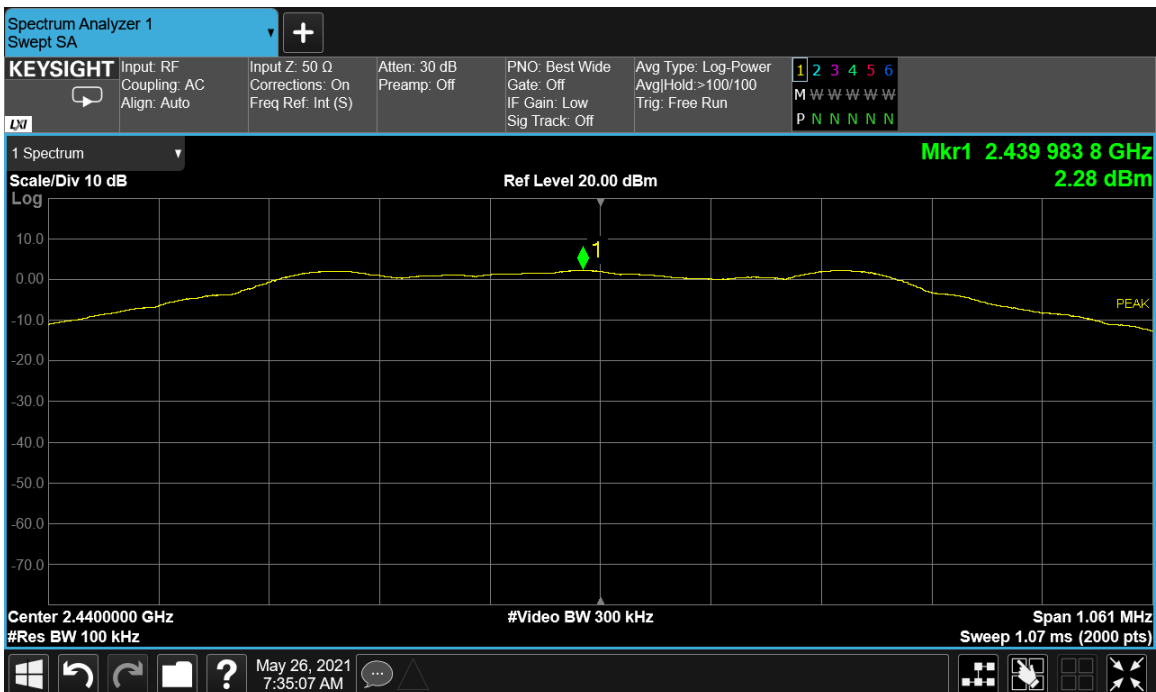 Spectrum Analyzer 1
Swept SA
+
KEYSIGHT
LXI
Input: RF
Coupling: AC
Align: Auto
Input Z: 50 Ω
Corrections: On
Freq Ref: Int (S)
Atten: 30 dB
Preamp: Off
PNO: Best Wide
Gate: Off
IF Gain: Low
Sig Track: Off
Avg Type: Log-Power
Avg|Hold:>100/100
Trig: Free Run
1 2 3 4 5 6
M W W W W W
P N N N N N
1 Spectrum
Mkr1 2.439 983 8 GHz
2.28 dBm
Scale/Div 10 dB
Ref Level 20.00 dBm
Log
10.0
1
0.00
PEAK
-10.0
-20.0
-30.0
-40.0
-50.0
-60.0
-70.0
Center 2.4400000 GHz
#Video BW 300 kHz
Span 1.061 MHz
#Res BW 100 kHz
Sweep 1.07 ms (2000 pts)
?
May 26, 2021
7:35:07 AM